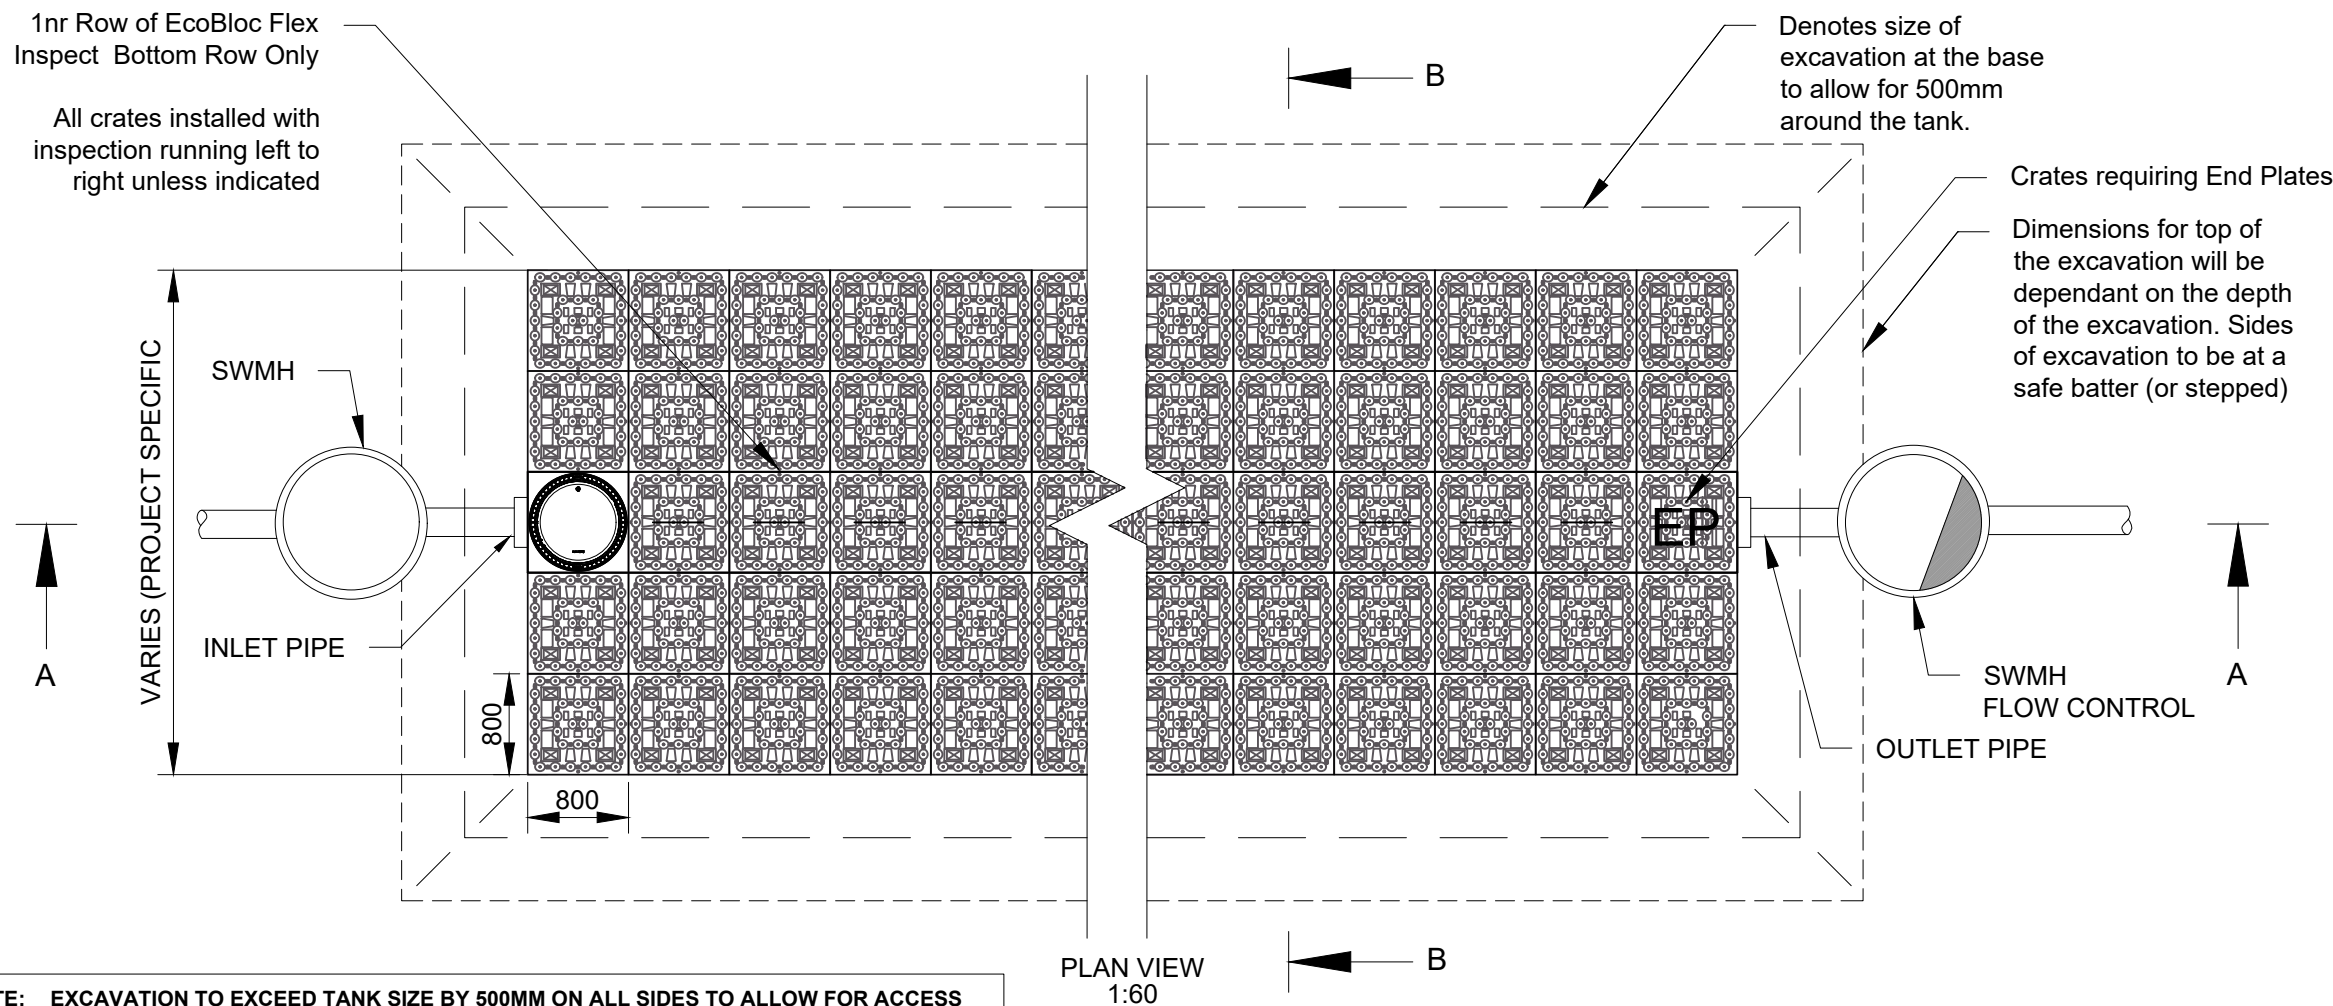 1nr Row of EcoBloc Flex
Inspect  Bottom Row Only
All crates installed with
inspection running left to
right unless indicated
B
Denotes size of
excavation at the base
to allow for 500mm
around the tank.
Crates requiring End Plates
Dimensions for top of
the excavation will be
dependant on the depth
of the excavation. Sides
of excavation to be at a
safe batter (or stepped)
VARIES (PROJECT SPECIFIC
SWMH
INLET PIPE
A
EP
800
800
SWMH
FLOW CONTROL
OUTLET PIPE
A
B
PLAN VIEW
1:60
TE: EXCAVATION TO EXCEED TANK SIZE BY 500MM ON ALL SIDES TO ALLOW FOR ACCESS